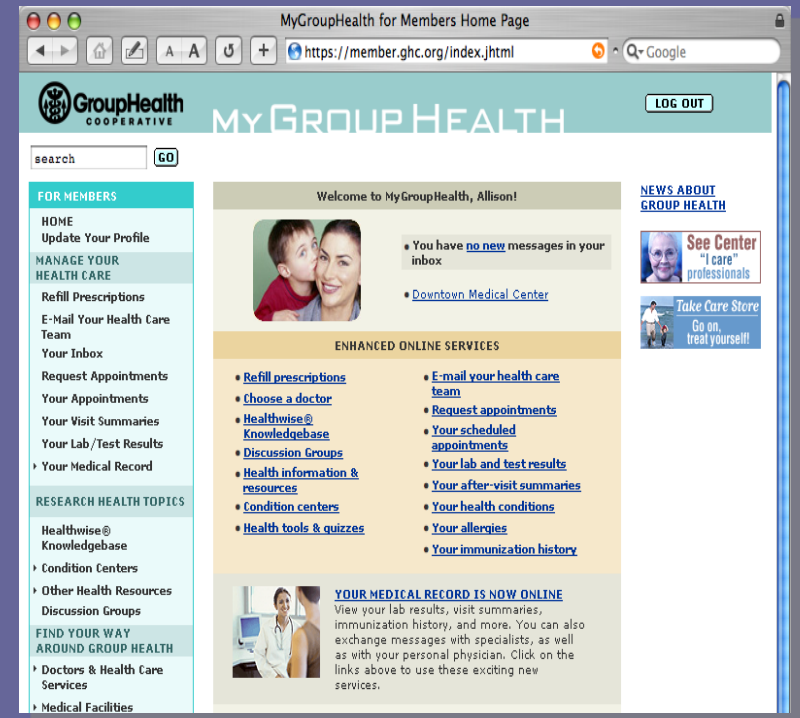 MyGroupHealth for Members Home Page
A A
https://member.ghc.org/index.jhtml
Google
GroupHealth
COOPERATIVE
MY GROUP HEALTH
LOG OUT
search
GO
FOR MEMBERS
HOME
Update Your Profile
MANAGE YOUR
HEALTH CARE
Refill Prescriptions
E-Mail Your Health Care
Team
Your Inbox
Request Appointments
Your Appointments
Your Visit Summaries
Your Lab/Test Results
Your Medical Record
RESEARCH HEALTH TOPICS
Healthwise®
Knowledgebase
Condition Centers
Other Health Resources
Discussion Groups
FIND YOUR WAY
AROUND GROUP HEALTH
Doctors & Health Care
Services
Medical Facilities
Welcome to MyGroupHealth, Allison!
You have no new messages in your
inbox
Downtown Medical Center
ENHANCED ONLINE SERVICES
Refill prescriptions
Choose a doctor
Healthwise®
Knowledgebase
Discussion Groups
Health information &
resources
Condition centers
Health tools & quizzes
E-mail your health care
team
Request appointments
Your scheduled
appointments
Your lab and test results
Your after-visit summaries
Your health conditions
Your allergies
Your immunization history
YOUR MEDICAL RECORD IS NOW ONLINE
View your lab results, visit summaries,
immunization history, and more. You can also
exchange messages with specialists, as well
as with your personal physician. Click on the
links above to use these exciting new
services.
NEWS ABOUT
GROUP HEALTH
See Center
"I care"
professionals
Take Care Store
Go on,
treat yourself!